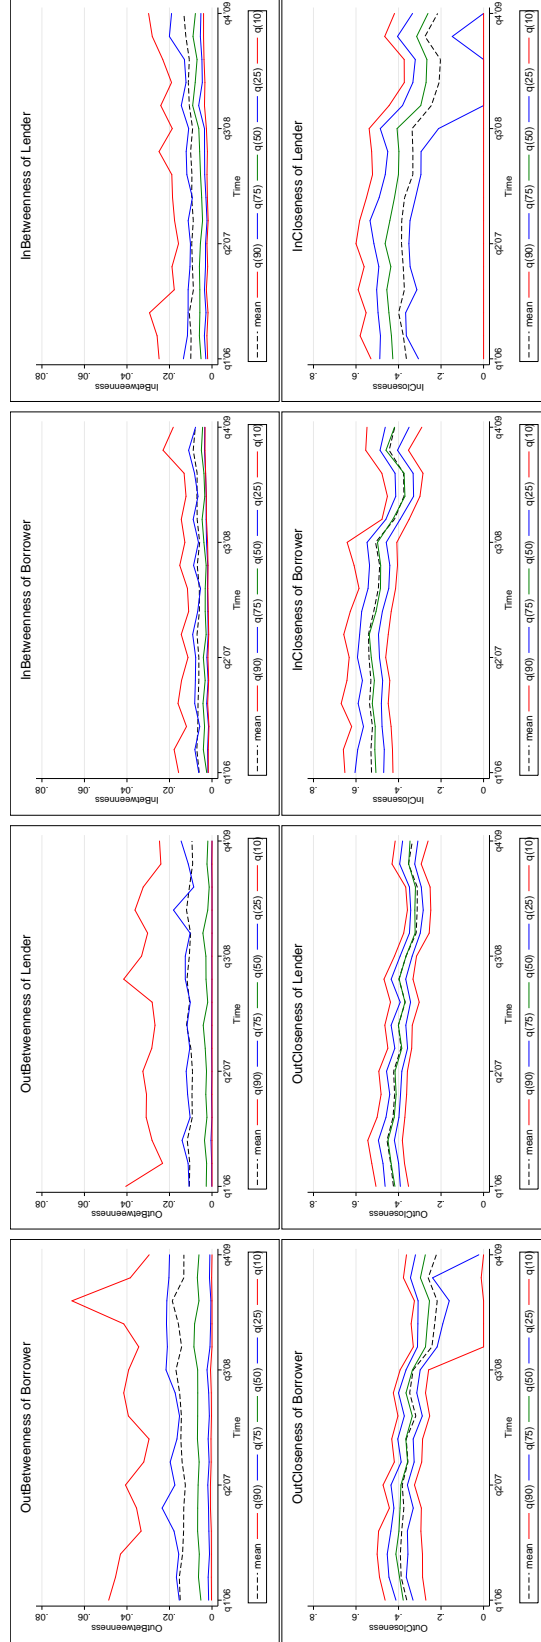 OutBetweenness of Borrower
OutBetweenness
.08
.06
.04
.02
0
q1'06 q2'07 q3'08 q4'09
Time
mean q(90) q(75) q(50) q(25) q(10)
OutBetweenness of Lender
OutBetweenness
.08
.06
.04
.02
0
q1'06 q2'07 q3'08 q4'09
Time
mean q(90) q(75) q(50) q(25) q(10)
InBetweenness of Borrower
InBetweenness
.08
.06
.04
.02
0
q1'06 q2'07 q3'08 q4'09
Time
mean q(90) q(75) q(50) q(25) q(10)
InBetweenness of Lender
InBetweenness
.08
.06
.04
.02
0
q1'06 q2'07 q3'08 q4'09
Time
mean q(90) q(75) q(50) q(25) q(10)
OutCloseness of Borrower
OutCloseness
.8
.6
.4
.2
0
q1'06 q2'07 q3'08 q4'09
Time
mean q(90) q(75) q(50) q(25) q(10)
OutCloseness of Lender
OutCloseness
.8
.6
.4
.2
0
q1'06 q2'07 q3'08 q4'09
Time
mean q(90) q(75) q(50) q(25) q(10)
InCloseness of Borrower
InCloseness
.8
.6
.4
.2
0
q1'06 q2'07 q3'08 q4'09
Time
mean q(90) q(75) q(50) q(25) q(10)
InCloseness of Lender
InCloseness
.8
.6
.4
.2
0
q1'06 q2'07 q3'08 q4'09
Time
mean q(90) q(75) q(50) q(25) q(10)